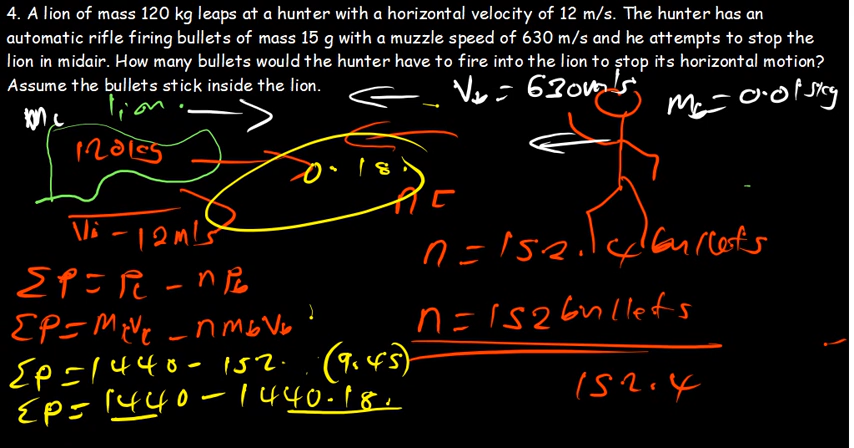 4. A lion of mass 120 kg leaps at a hunter with a horizontal velocity of 12 m/s. The hunter has an
automatic rifle firing bullets of mass 15 g with a muzzle speed of 630 m/s and he attempts to stop the
lion in midair. How many bullets would the hunter have to fire into the lion to stop its horizontal motion?
Assume the bullets stick inside the lion.
lion
Vb = 630m/s
mb = 0.015kg
mL
120kg
0.18
Vi = 12m/s
n = 152.4 bullets
ΣP = PL - nPb
ΣP = MLVL - nmbVb
n = 152 bullets
ΣP = 1440 - 152 (9.45)
152.4
ΣP = 1440 - 1440.18